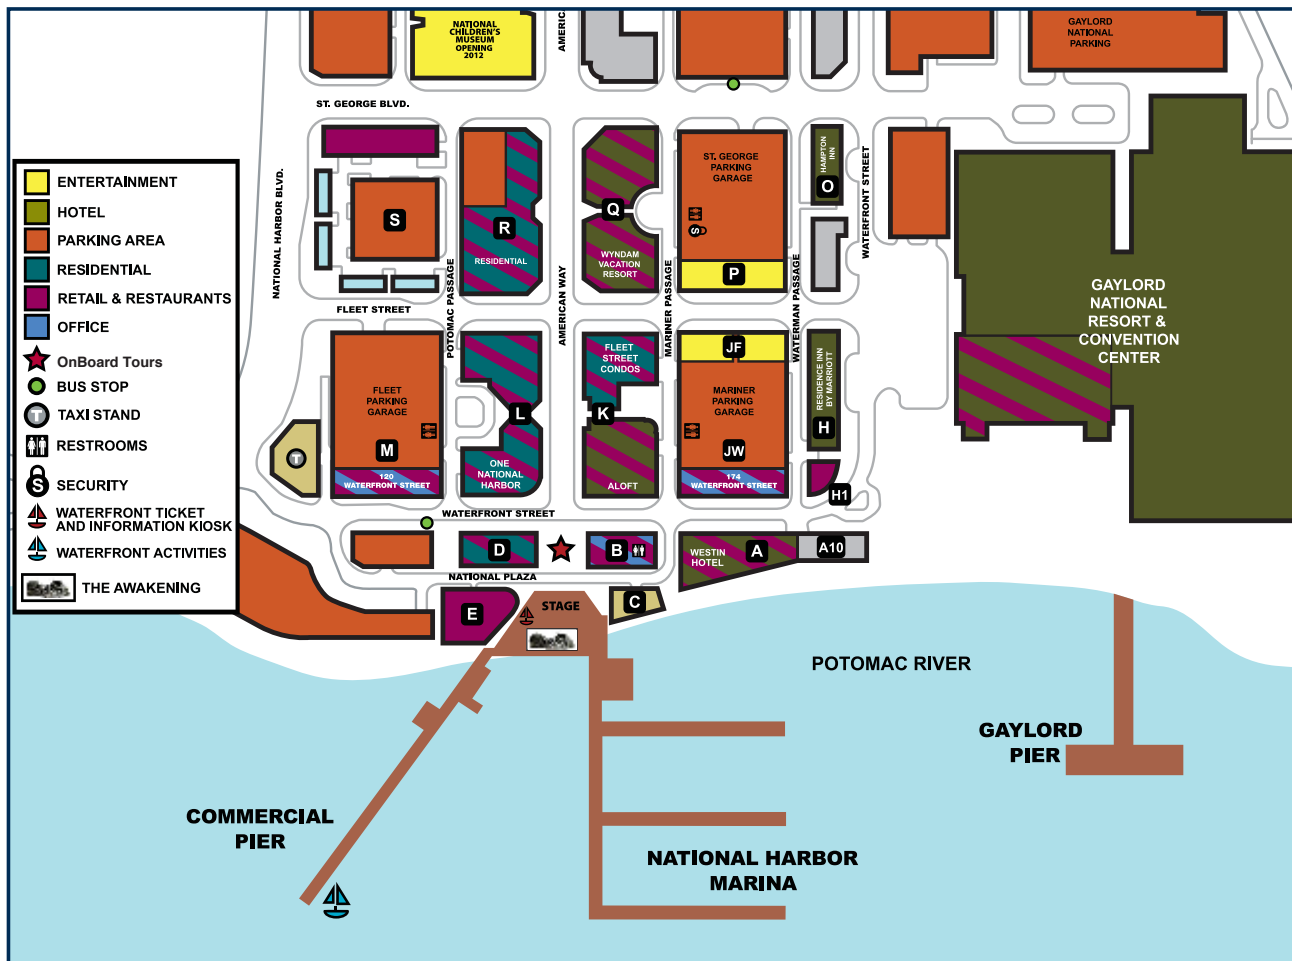 NATIONAL
CHILDREN'S
MUSEUM
OPENING
2012
AMERIC
GAYLORD
NATIONAL
PARKING
ST. GEORGE BLVD.
NATIONAL HARBOR BLVD.
POTOMAC PASSAGE
AMERICAN WAY
MARINER PASSAGE
WATERMAN PASSAGE
WATERFRONT STREET
ST. GEORGE
PARKING
GARAGE
S
HAMPTON
INN
O
S
R
RESIDENTIAL
Q
WYNDAM
VACATION
RESORT
P
FLEET STREET
GAYLORD
NATIONAL
RESORT &
CONVENTION
CENTER
ENTERTAINMENT
HOTEL
PARKING AREA
RESIDENTIAL
RETAIL & RESTAURANTS
OFFICE
OnBoard Tours
BUS STOP
T
TAXI STAND
RESTROOMS
S
SECURITY
WATERFRONT TICKET
AND INFORMATION KIOSK
WATERFRONT ACTIVITIES
THE AWAKENING
FLEET
PARKING
GARAGE
M
120
WATERFRONT STREET
T
L
ONE
NATIONAL
HARBOR
FLEET
STREET
CONDOS
K
ALOFT
JF
MARINER
PARKING
GARAGE
JW
174
WATERFRONT STREET
RESIDENCE INN
BY MARRIOTT
H
H1
WATERFRONT STREET
D
B
WESTIN
HOTEL
A
A10
NATIONAL PLAZA
E
STAGE
C
POTOMAC RIVER
GAYLORD
PIER
COMMERCIAL
PIER
NATIONAL HARBOR
MARINA